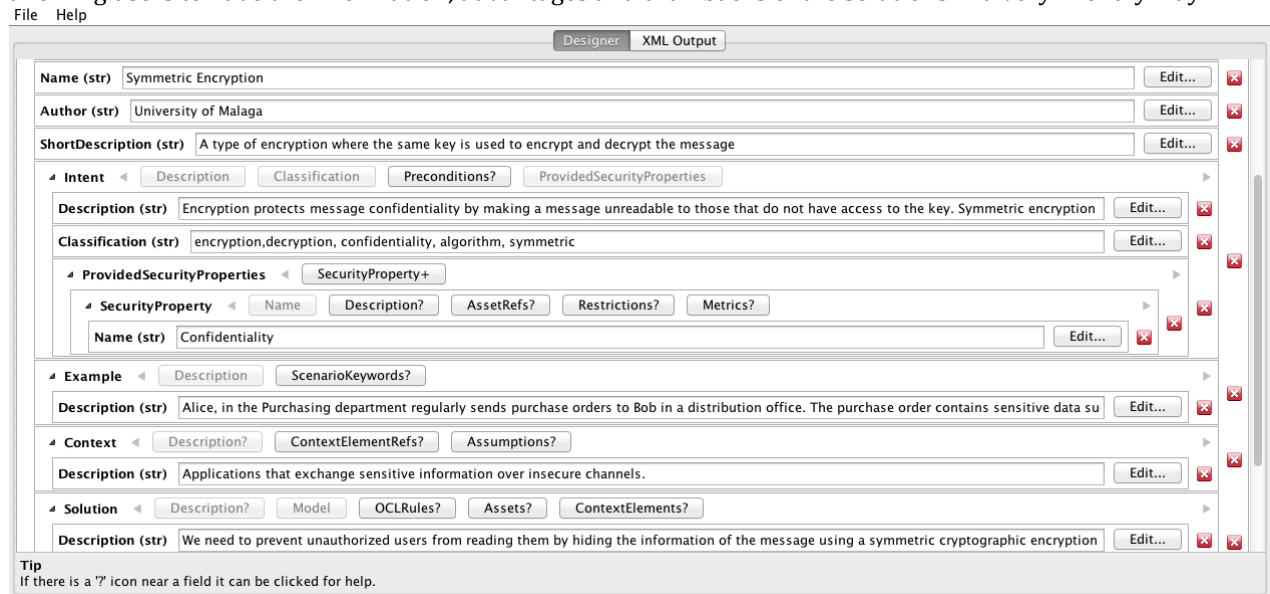 File Help
Designer XML Output
Name (str) Symmetric Encryption Edit...
Author (str) University of Malaga Edit...
ShortDescription (str) A type of encryption where the same key is used to encrypt and decrypt the message Edit...
Intent Description Classification Preconditions? ProvidedSecurityProperties
Description (str) Encryption protects message confidentiality by making a message unreadable to those that do not have access to the key. Symmetric encryption Edit...
Classification (str) encryption,decryption, confidentiality, algorithm, symmetric Edit...
ProvidedSecurityProperties SecurityProperty+
SecurityProperty Name Description? AssetRefs? Restrictions? Metrics?
Name (str) Confidentiality Edit...
Example Description ScenarioKeywords?
Description (str) Alice, in the Purchasing department regularly sends purchase orders to Bob in a distribution office. The purchase order contains sensitive data su Edit...
Context Description? ContextElementRefs? Assumptions?
Description (str) Applications that exchange sensitive information over insecure channels. Edit...
Solution Description? Model OCLRules? Assets? ContextElements?
Description (str) We need to prevent unauthorized users from reading them by hiding the information of the message using a symmetric cryptographic encryption Edit...
Tip
If there is a '?' icon near a field it can be clicked for help.